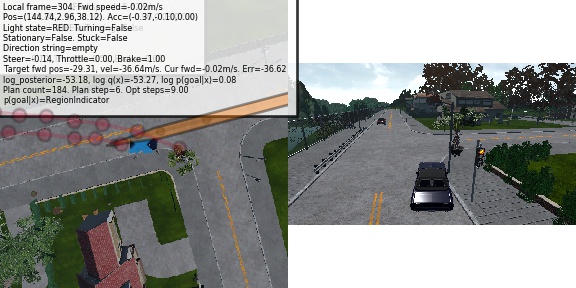 Local frame=304. Fwd speed=-0.02m/s
Pos=(144.74,2.96,38.12). Acc=(-0.37,-0.10,0.00)
Light state=RED. Turning=False
Stationary=False. Stuck=False
Direction string=empty
Steer=-0.14, Throttle=0.00, Brake=1.00
Target fwd pos=-29.31, vel=-36.64m/s. Cur fwd=-0.02m/s. Err=-36.62
log_posterior=-53.18, log q(x)=-53.27, log p(goal|x)=0.08
Plan count=184. Plan step=6. Opt steps=9.00
p(goal|x)=RegionIndicator